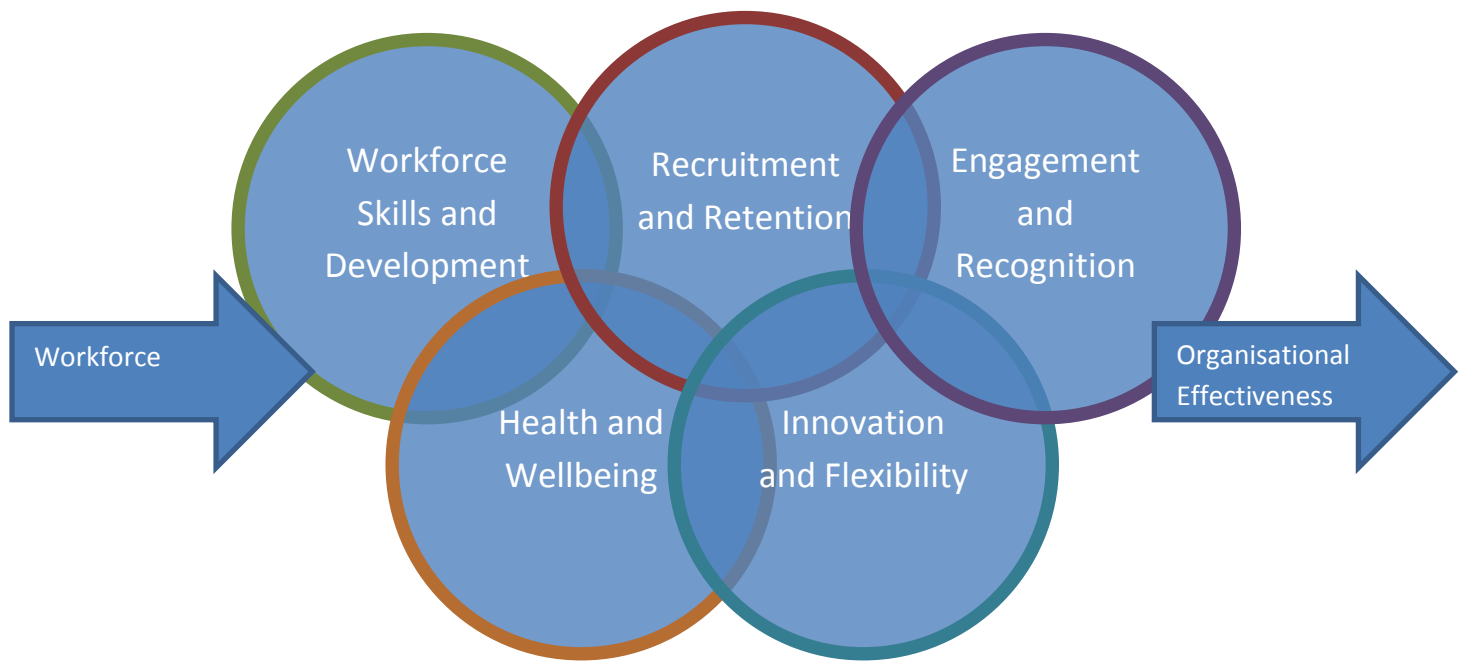 Workforce
Skills and
Development
Recruitment
and Retention
Engagement
and
Recognition
Workforce
Organisational
Effectiveness
Health and
Wellbeing
Innovation
and Flexibility